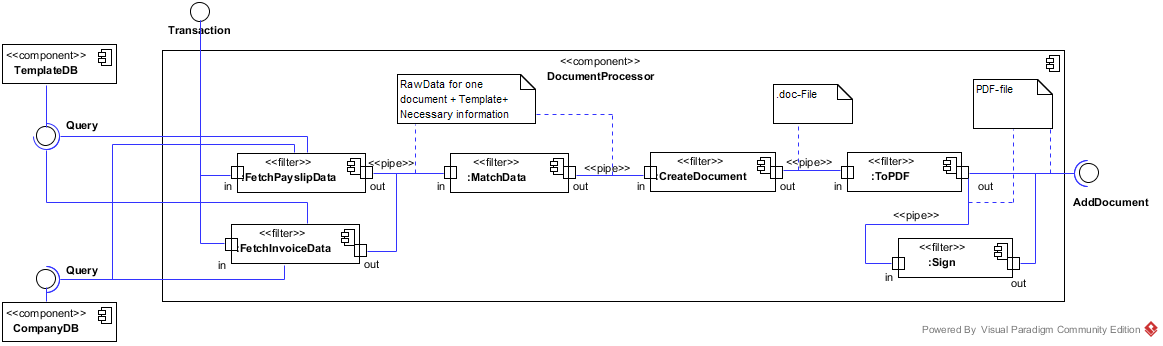 Transaction
<<component>>
TemplateDB
<<component>>
DocumentProcessor
RawData for one
document + Template+
Necessary information
.doc-File
PDF-file
Query
<<filter>>
:FetchPayslipData
in
out
<<pipe>>
<<filter>>
:MatchData
in
out
<<pipe>>
<<filter>>
:CreateDocument
in
out
<<pipe>>
<<filter>>
:ToPDF
in
out
AddDocument
<<pipe>>
<<filter>>
:FetchInvoiceData
in
out
<<filter>>
:Sign
in
out
Query
<<component>>
CompanyDB
Powered By Visual Paradigm Community Edition